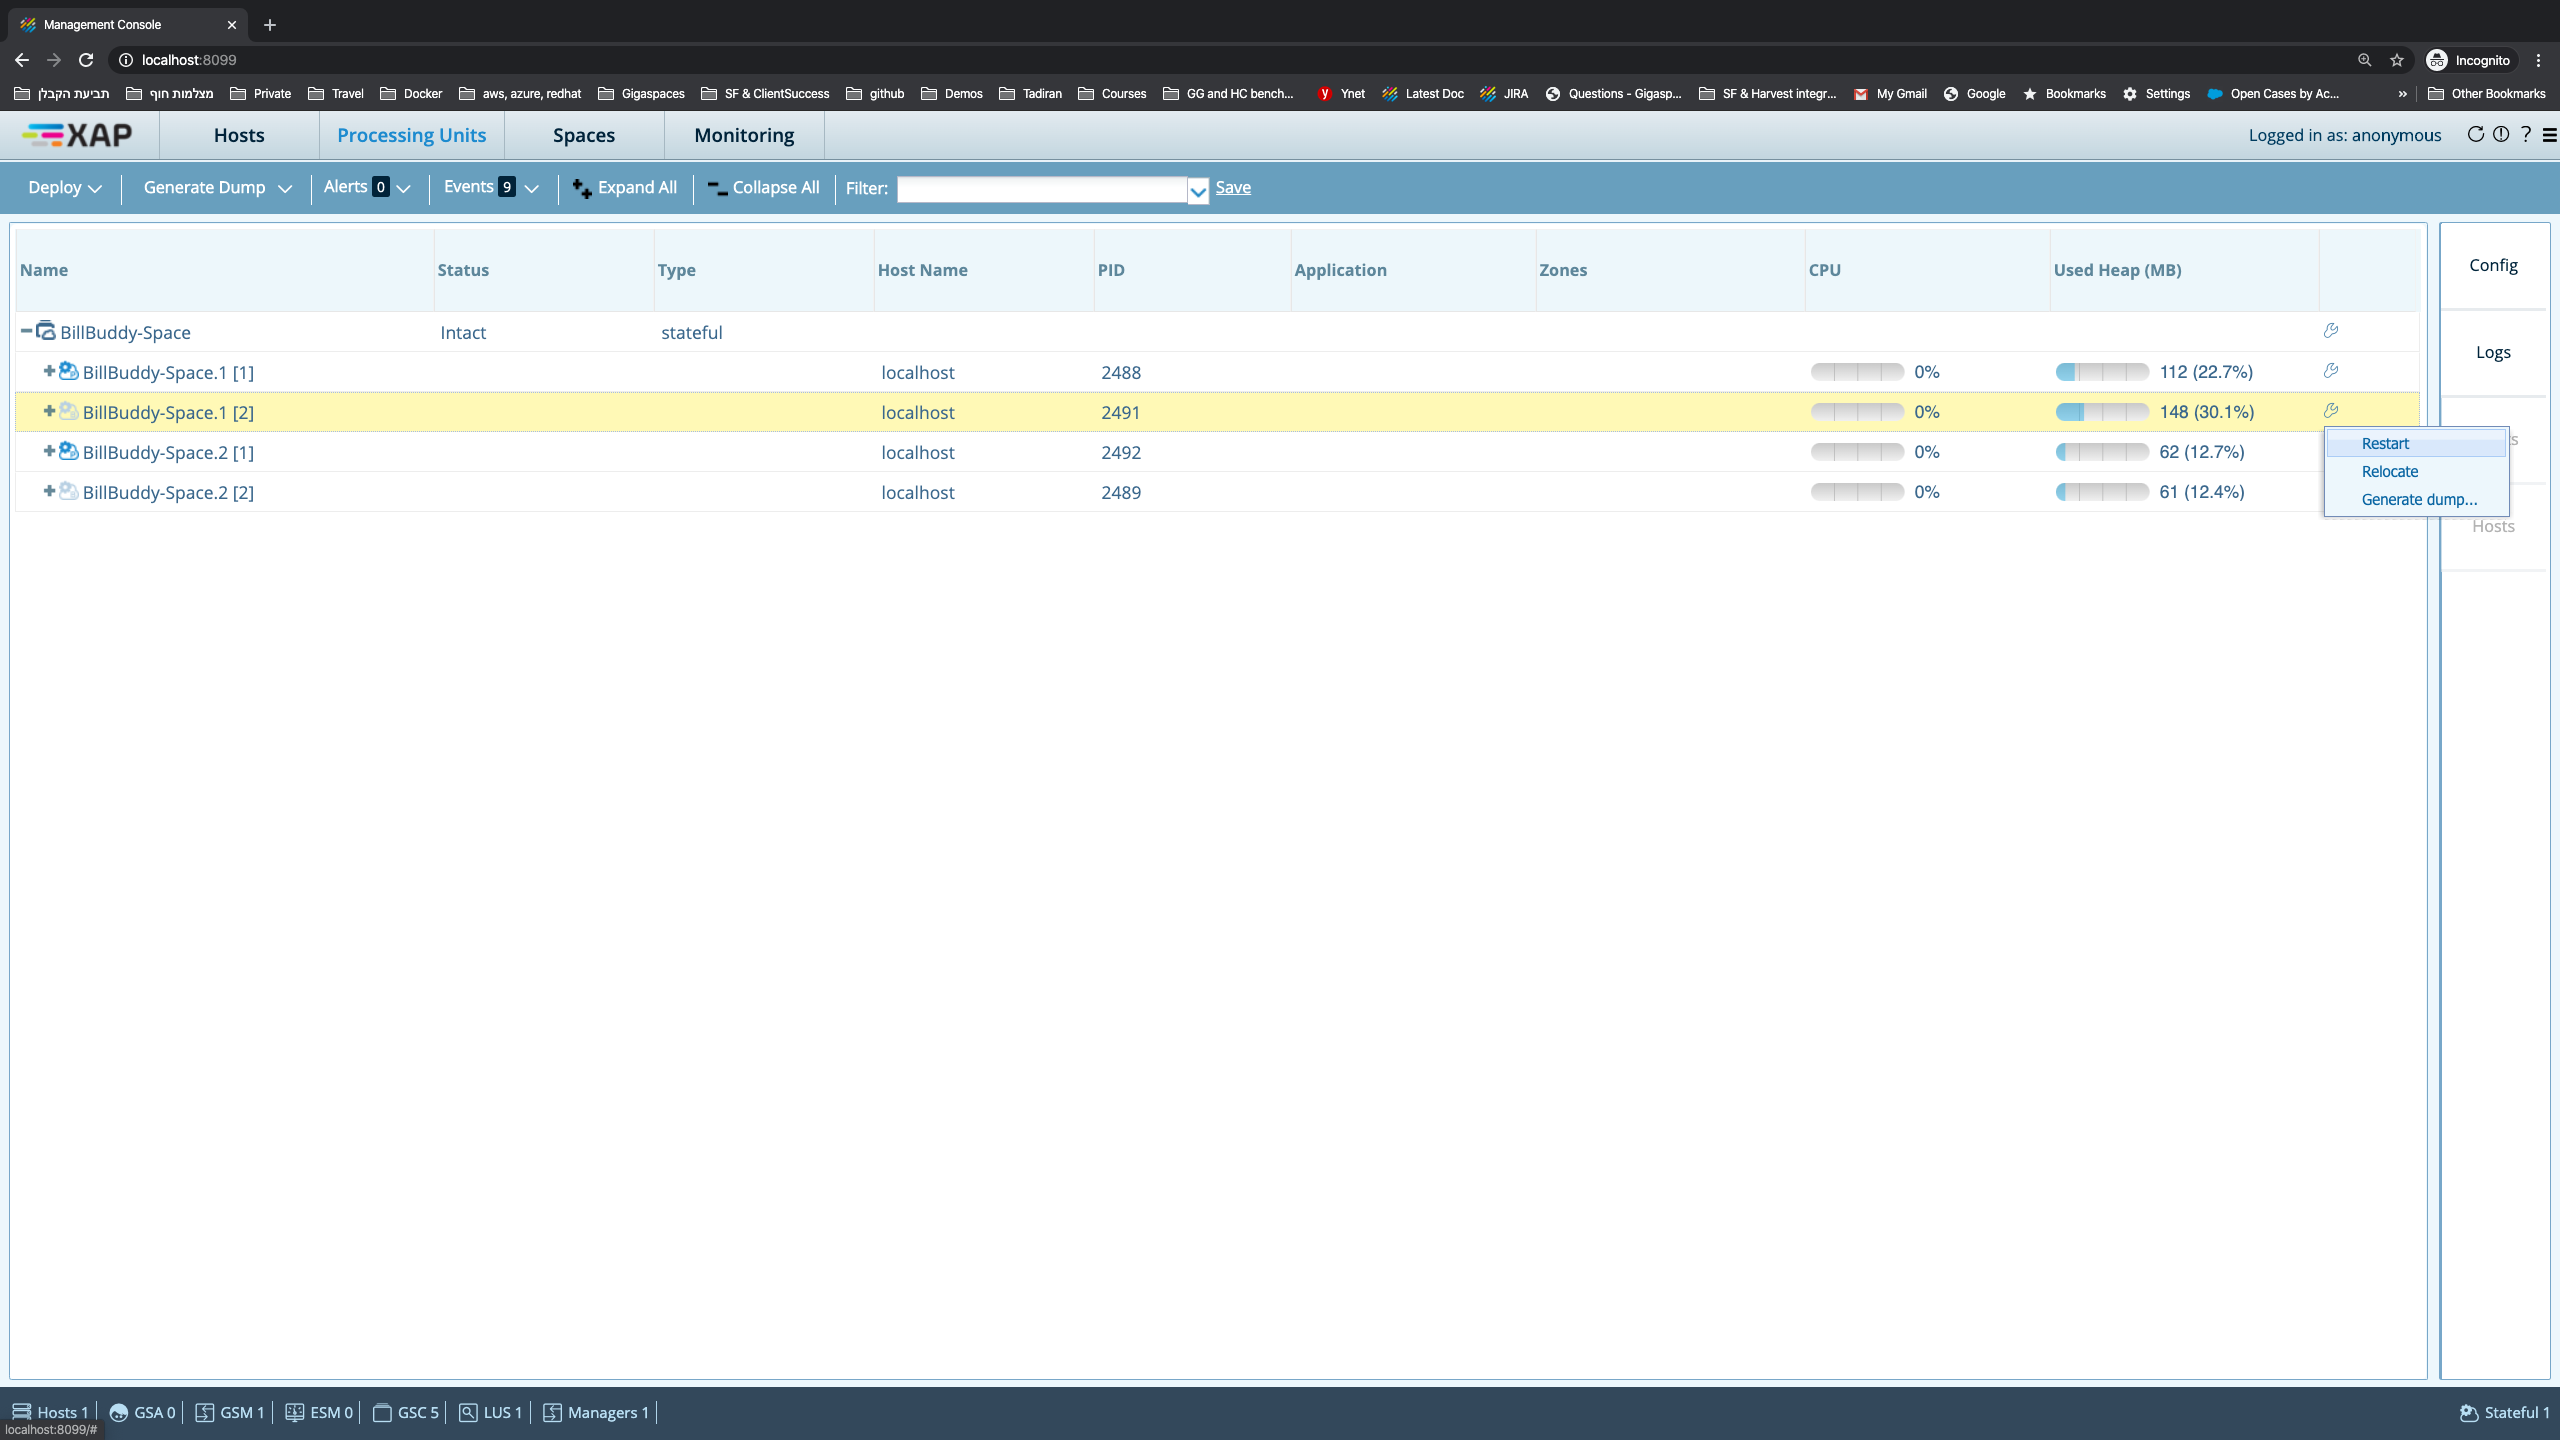 Management Console
localhost:8099
Incognito
תביעת הקבלן
מצלמות חוף
Private
Travel
Docker
aws, azure, redhat
Gigaspaces
SF & ClientSuccess
github
Demos
Tadiran
Courses
GG and HC bench...
Ynet
Latest Doc
JIRA
Questions - Gigasp...
SF & Harvest integr...
My Gmail
Google
Bookmarks
Settings
Open Cases by Ac...
»
Other Bookmarks
XAP
Hosts
Processing Units
Spaces
Monitoring
Logged in as: anonymous
Deploy
Generate Dump
Alerts 0
Events 9
Expand All
Collapse All
Filter:
Save
Name Status Type Host Name PID Application Zones CPU Used Heap (MB)
BillBuddy-Space Intact stateful
BillBuddy-Space.1 [1] localhost 2488 0% 112 (22.7%)
BillBuddy-Space.1 [2] localhost 2491 0% 148 (30.1%)
BillBuddy-Space.2 [1] localhost 2492 0% 62 (12.7%)
BillBuddy-Space.2 [2] localhost 2489 0% 61 (12.4%)
Restart
Relocate
Generate dump...
Config
Logs
Hosts
Hosts 1
GSA 0
GSM 1
ESM 0
GSC 5
LUS 1
Managers 1
Stateful 1
localhost:8099/#